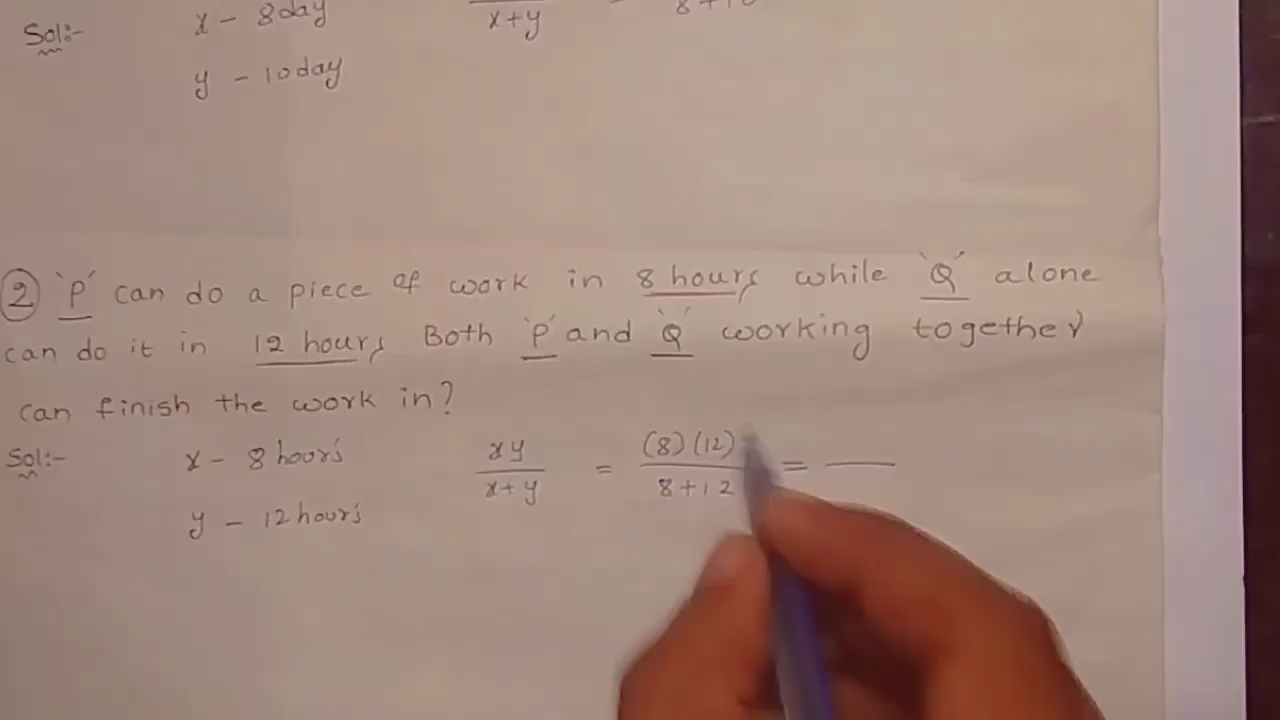 Sol:- x - 8 day
x+y
y - 10 day
② 'P' can do a piece of work in 8 hours while 'Q' alone
can do it in 12 hours Both 'P' and 'Q' working together
can finish the work in?
Sol:- x - 8 hours xy/x+y = (8)(12)/8+12 =
y - 12 hours